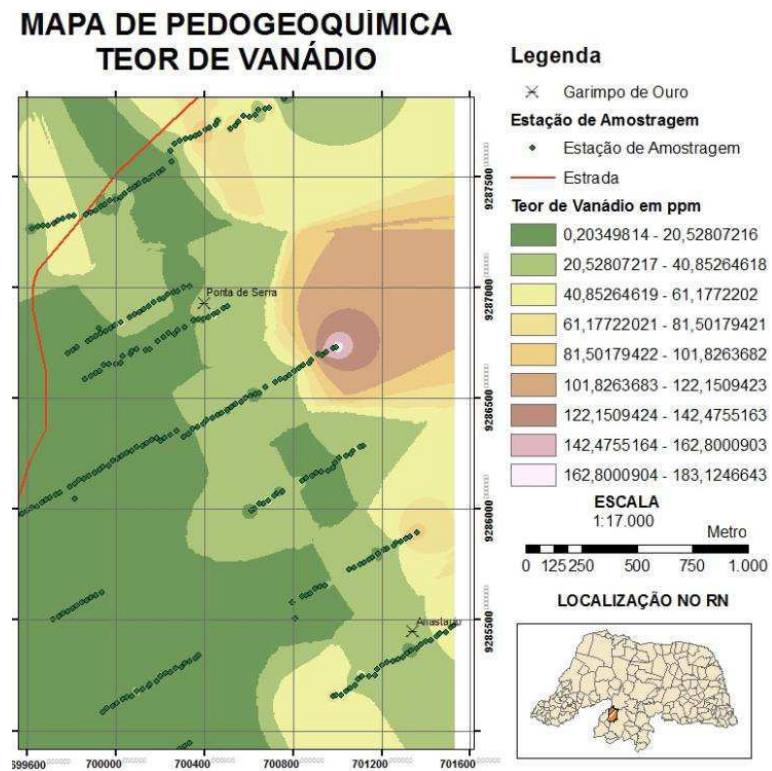 MAPA DE PEDOGEOQUÍMICA
TEOR DE VANÁDIO
Legenda
Garimpo de Ouro
Estação de Amostragem
Estação de Amostragem
Estrada
Teor de Vanádio em ppm
0,20349814 - 20,52807216
20,52807217 - 40,85264618
40,85264619 - 61,1772202
61,17722021 - 81,50179421
81,50179422 - 101,8263682
101,8263683 - 122,1509423
122,1509424 - 142,4755163
142,4755164 - 162,8000903
162,8000904 - 183,1246643
ESCALA
1:17.000
Metro
0 125 250 500 750 1.000
LOCALIZAÇÃO NO RN
Ponta de Serra
9287500
9287000
9286500
9286000
9285500
699600 700000 700400 700800 701200 701600